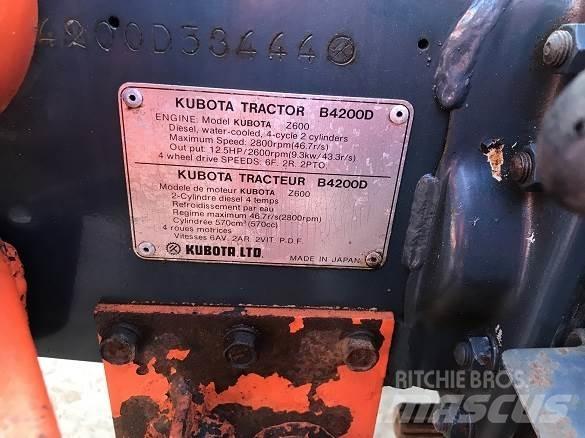 4200D33444
KUBOTA TRACTOR B4200D
ENGINE: Model KUBOTA Z600
Diesel, water-cooled, 4-cycle 2 cylinders
Maximum Speed: 2800rpm(46.7r/s)
Out put: 12.5HP/2600rpm(9.3kw/43.3r/s)
4 wheel drive SPEEDS: 6F. 2R. 2PTO.
KUBOTA TRACTEUR B4200D
Modele de moteur KUBOTA Z600
2-Cylindre diesel 4 temps
Refroidissement par eau
Regime maximum 46.7r/s(2800rpm)
Cylindrée 570cm³(570cc)
4 roues motrices
Vitesses 6AV. 2AR. 2VIT. P.D.F.
KUBOTA, LTD.
MADE IN JAPAN
RITCHIE BROS.
mascus